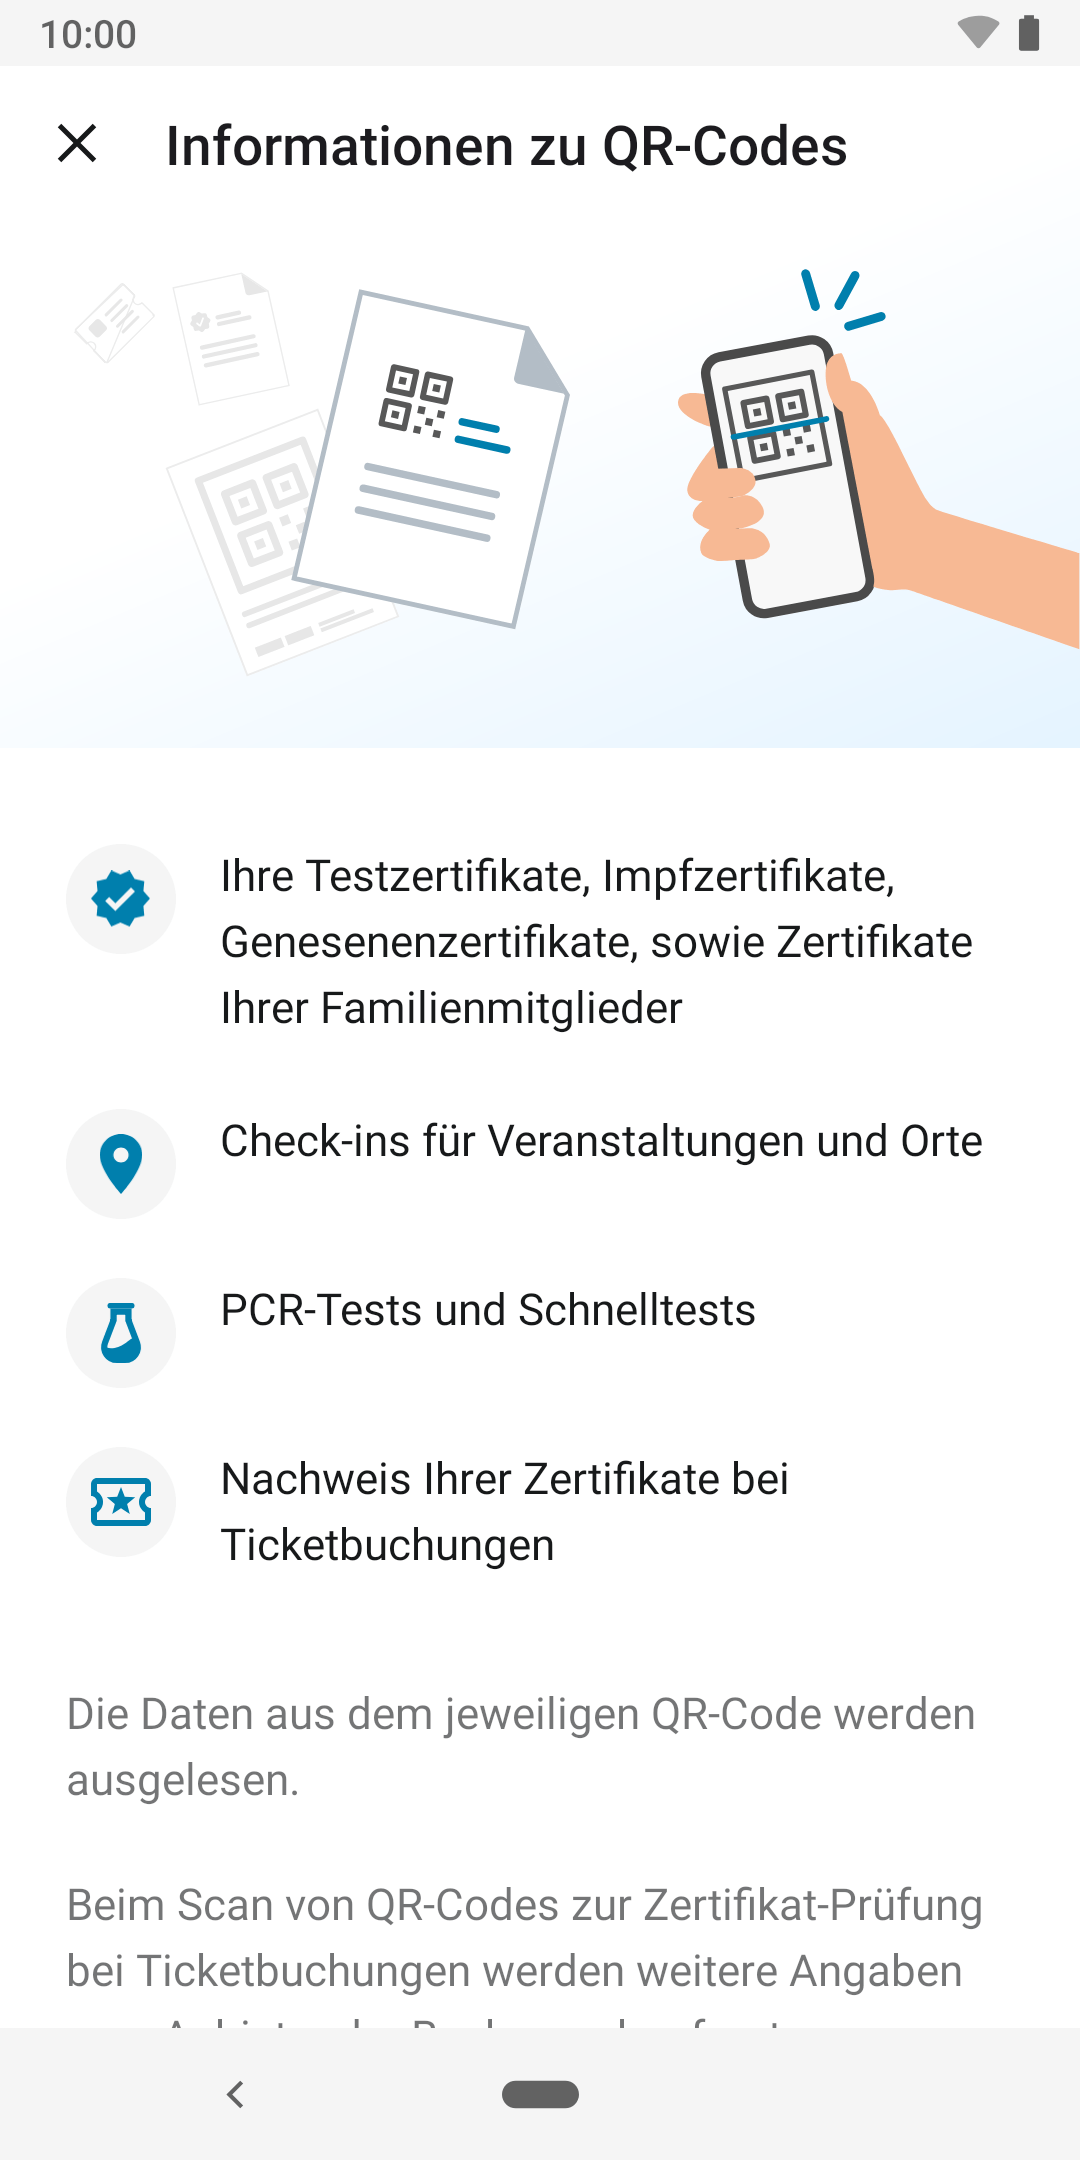 10:00
Informationen zu QR-Codes
Ihre Testzertifikate, Impfzertifikate,
Genesenenzertifikate, sowie Zertifikate
Ihrer Familienmitglieder
Check-ins für Veranstaltungen und Orte
PCR-Tests und Schnelltests
Nachweis Ihrer Zertifikate bei
Ticketbuchungen
Die Daten aus dem jeweiligen QR-Code werden
ausgelesen.
Beim Scan von QR-Codes zur Zertifikat-Prüfung
bei Ticketbuchungen werden weitere Angaben